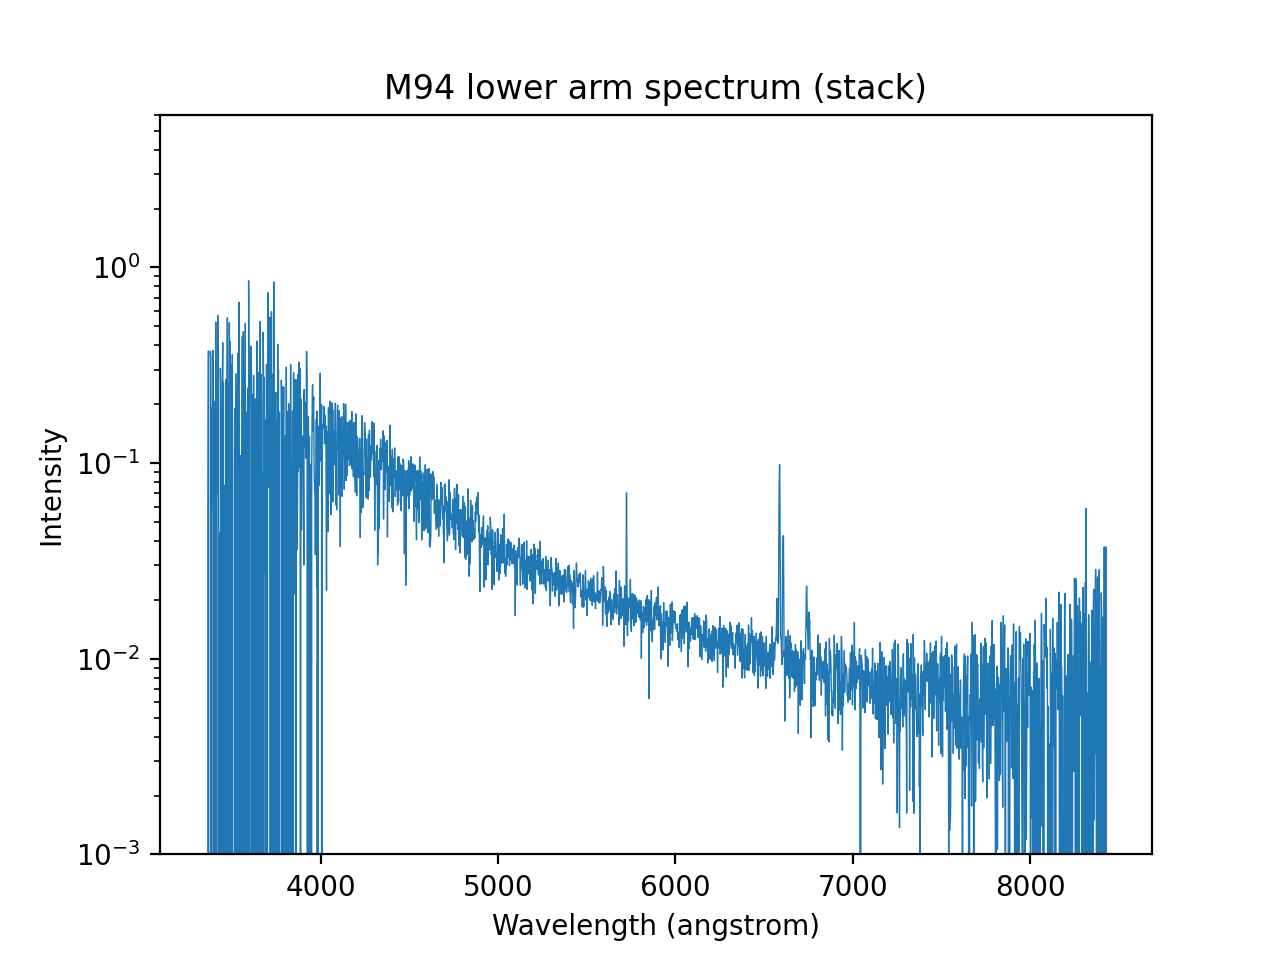 M94 lower arm spectrum (stack)
10⁰
10⁻¹
10⁻²
10⁻³
Intensity
4000 5000 6000 7000 8000
Wavelength (angstrom)